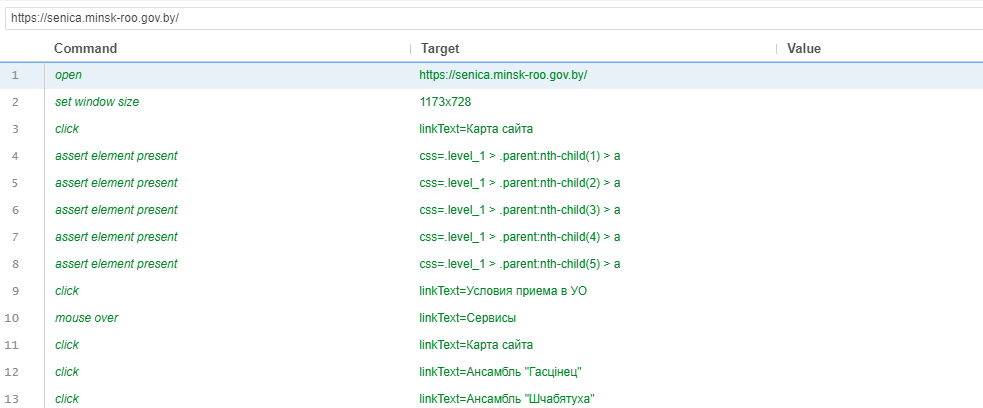 https://senica.minsk-roo.gov.by/
Command Target Value
1 open https://senica.minsk-roo.gov.by/
2 set window size 1173x728
3 click linkText=Карта сайта
4 assert element present css=.level_1 > .parent:nth-child(1) > a
5 assert element present css=.level_1 > .parent:nth-child(2) > a
6 assert element present css=.level_1 > .parent:nth-child(3) > a
7 assert element present css=.level_1 > .parent:nth-child(4) > a
8 assert element present css=.level_1 > .parent:nth-child(5) > a
9 click linkText=Условия приема в УО
10 mouse over linkText=Сервисы
11 click linkText=Карта сайта
12 click linkText=Ансамбль "Гасцінец"
13 click linkText=Ансамбль "Шчабятуха"